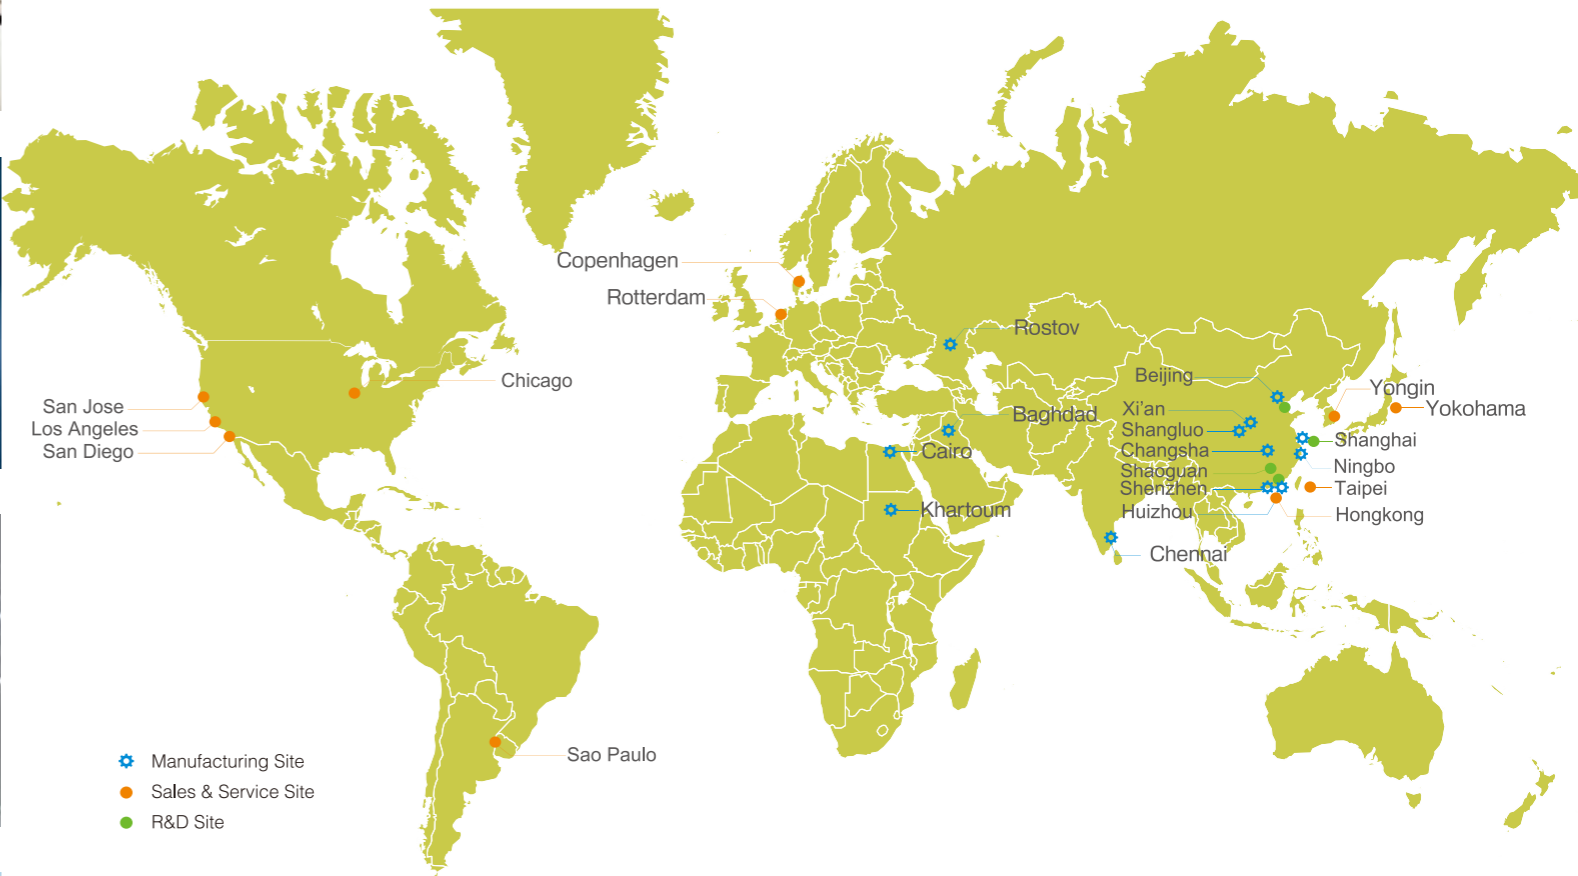 Copenhagen
Rotterdam
Rostov
Chicago
Beijing
Yongin
San Jose
Xi'an
Baghdad
Yokohama
Los Angeles
Shangluo
Shanghai
San Diego
Changsha
Cairo
Shaoguan
Ningbo
Shenzhen
Taipei
Huizhou
Khartoum
Hongkong
Chennai
Sao Paulo
Manufacturing Site
Sales & Service Site
R&D Site